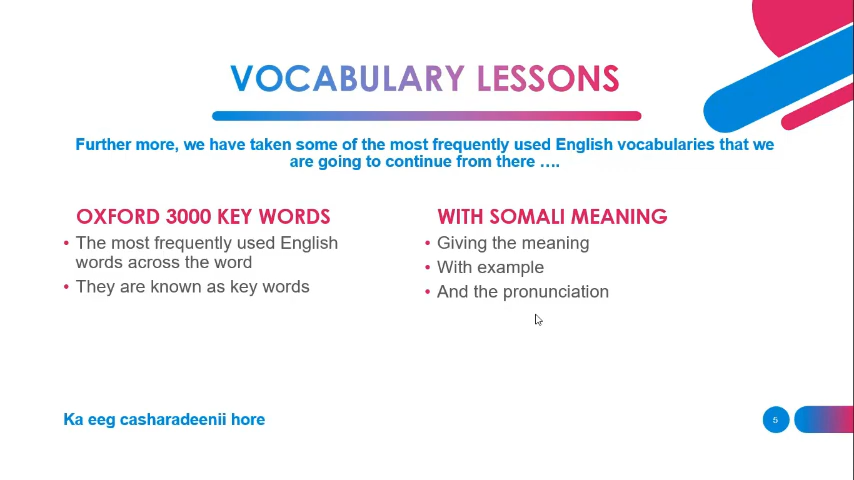 VOCABULARY LESSONS
Further more, we have taken some of the most frequently used English vocabularies that we
are going to continue from there ....
OXFORD 3000 KEY WORDS
• The most frequently used English
words across the word
• They are known as key words
WITH SOMALI MEANING
• Giving the meaning
• With example
• And the pronunciation
Ka eeg casharadeenii hore
5